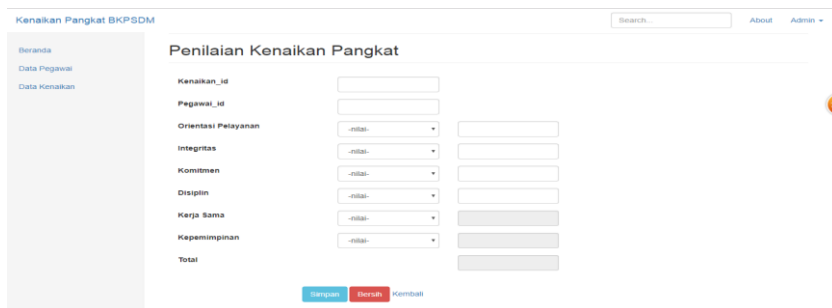 Kenaikan Pangkat BKPSDM Search... About Admin
Beranda
Data Pegawai
Data Kenaikan
Penilaian Kenaikan Pangkat
Kenaikan_id
Pegawai_id
Orientasi Pelayanan -nilai-
Integritas -nilai-
Komitmen -nilai-
Disiplin -nilai-
Kerja Sama -nilai-
Kepemimpinan -nilai-
Total
Simpan Bersih Kembali